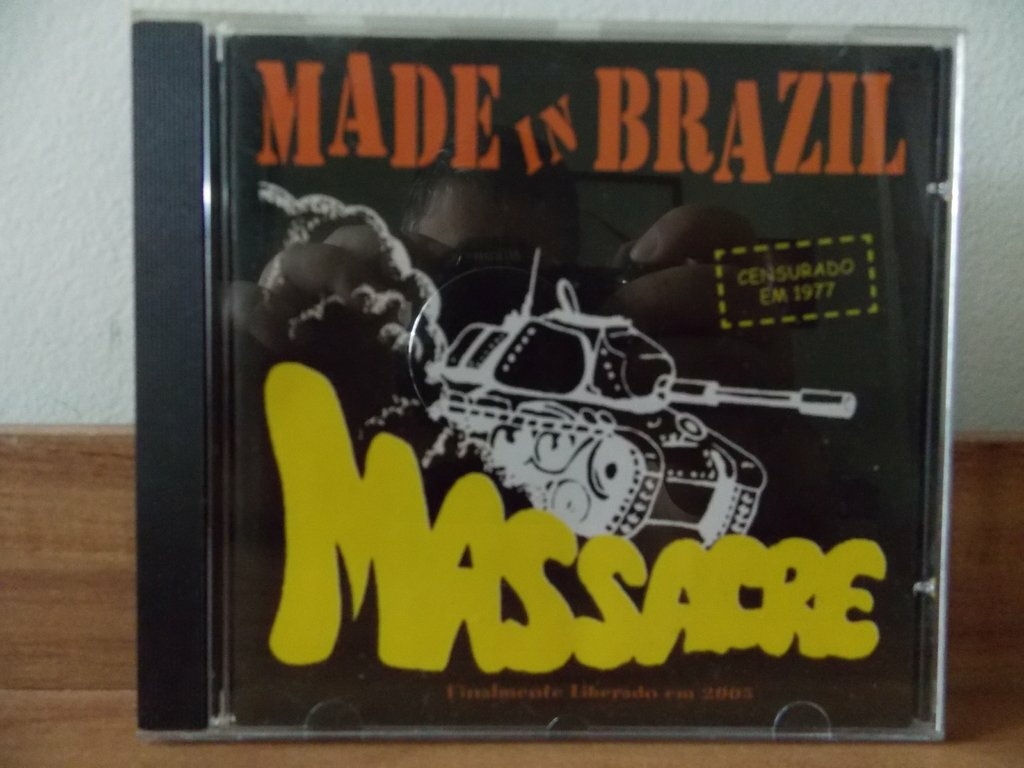 MADE IN BRAZIL
CENSURADO
EM 1977
MASSACRE
Finalmente Liberado em 2005